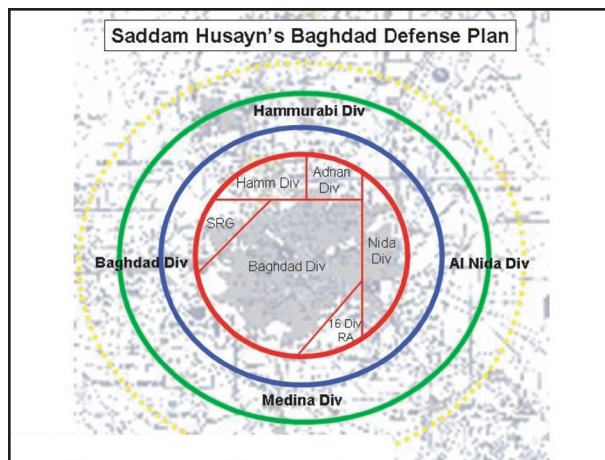 Saddam Husayn's Baghdad Defense Plan
Hammurabi Div
Hamm Div
Adnan
Div
SRG
Nida
Div
Baghdad Div
Baghdad Div
Al Nida Div
16 Div
RA
Medina Div